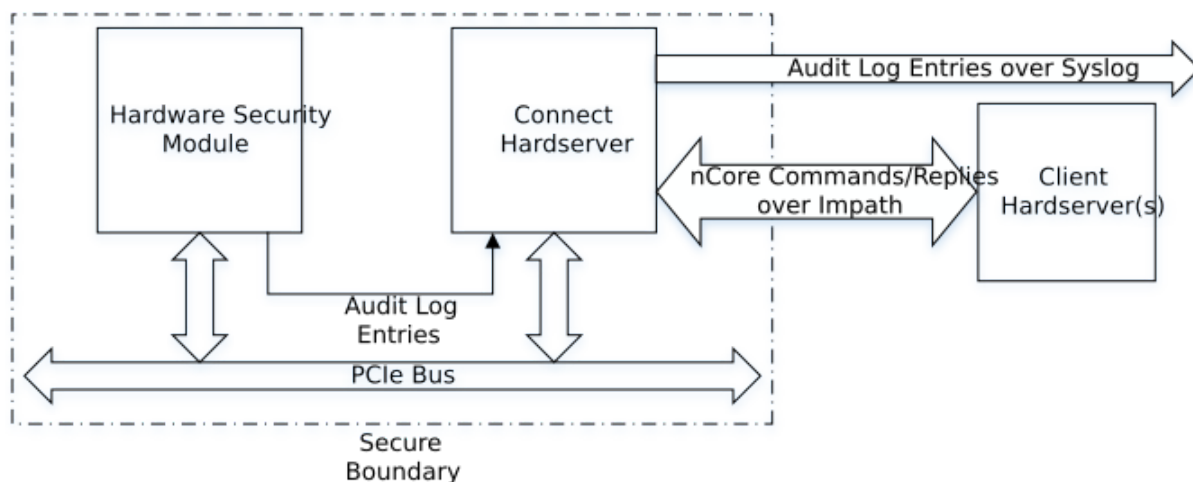 Hardware Security
Module
Connect
Hardserver
Audit Log Entries over Syslog
nCore Commands/Replies
over Impath
Client
Hardserver(s)
Audit Log
Entries
PCIe Bus
Secure
Boundary